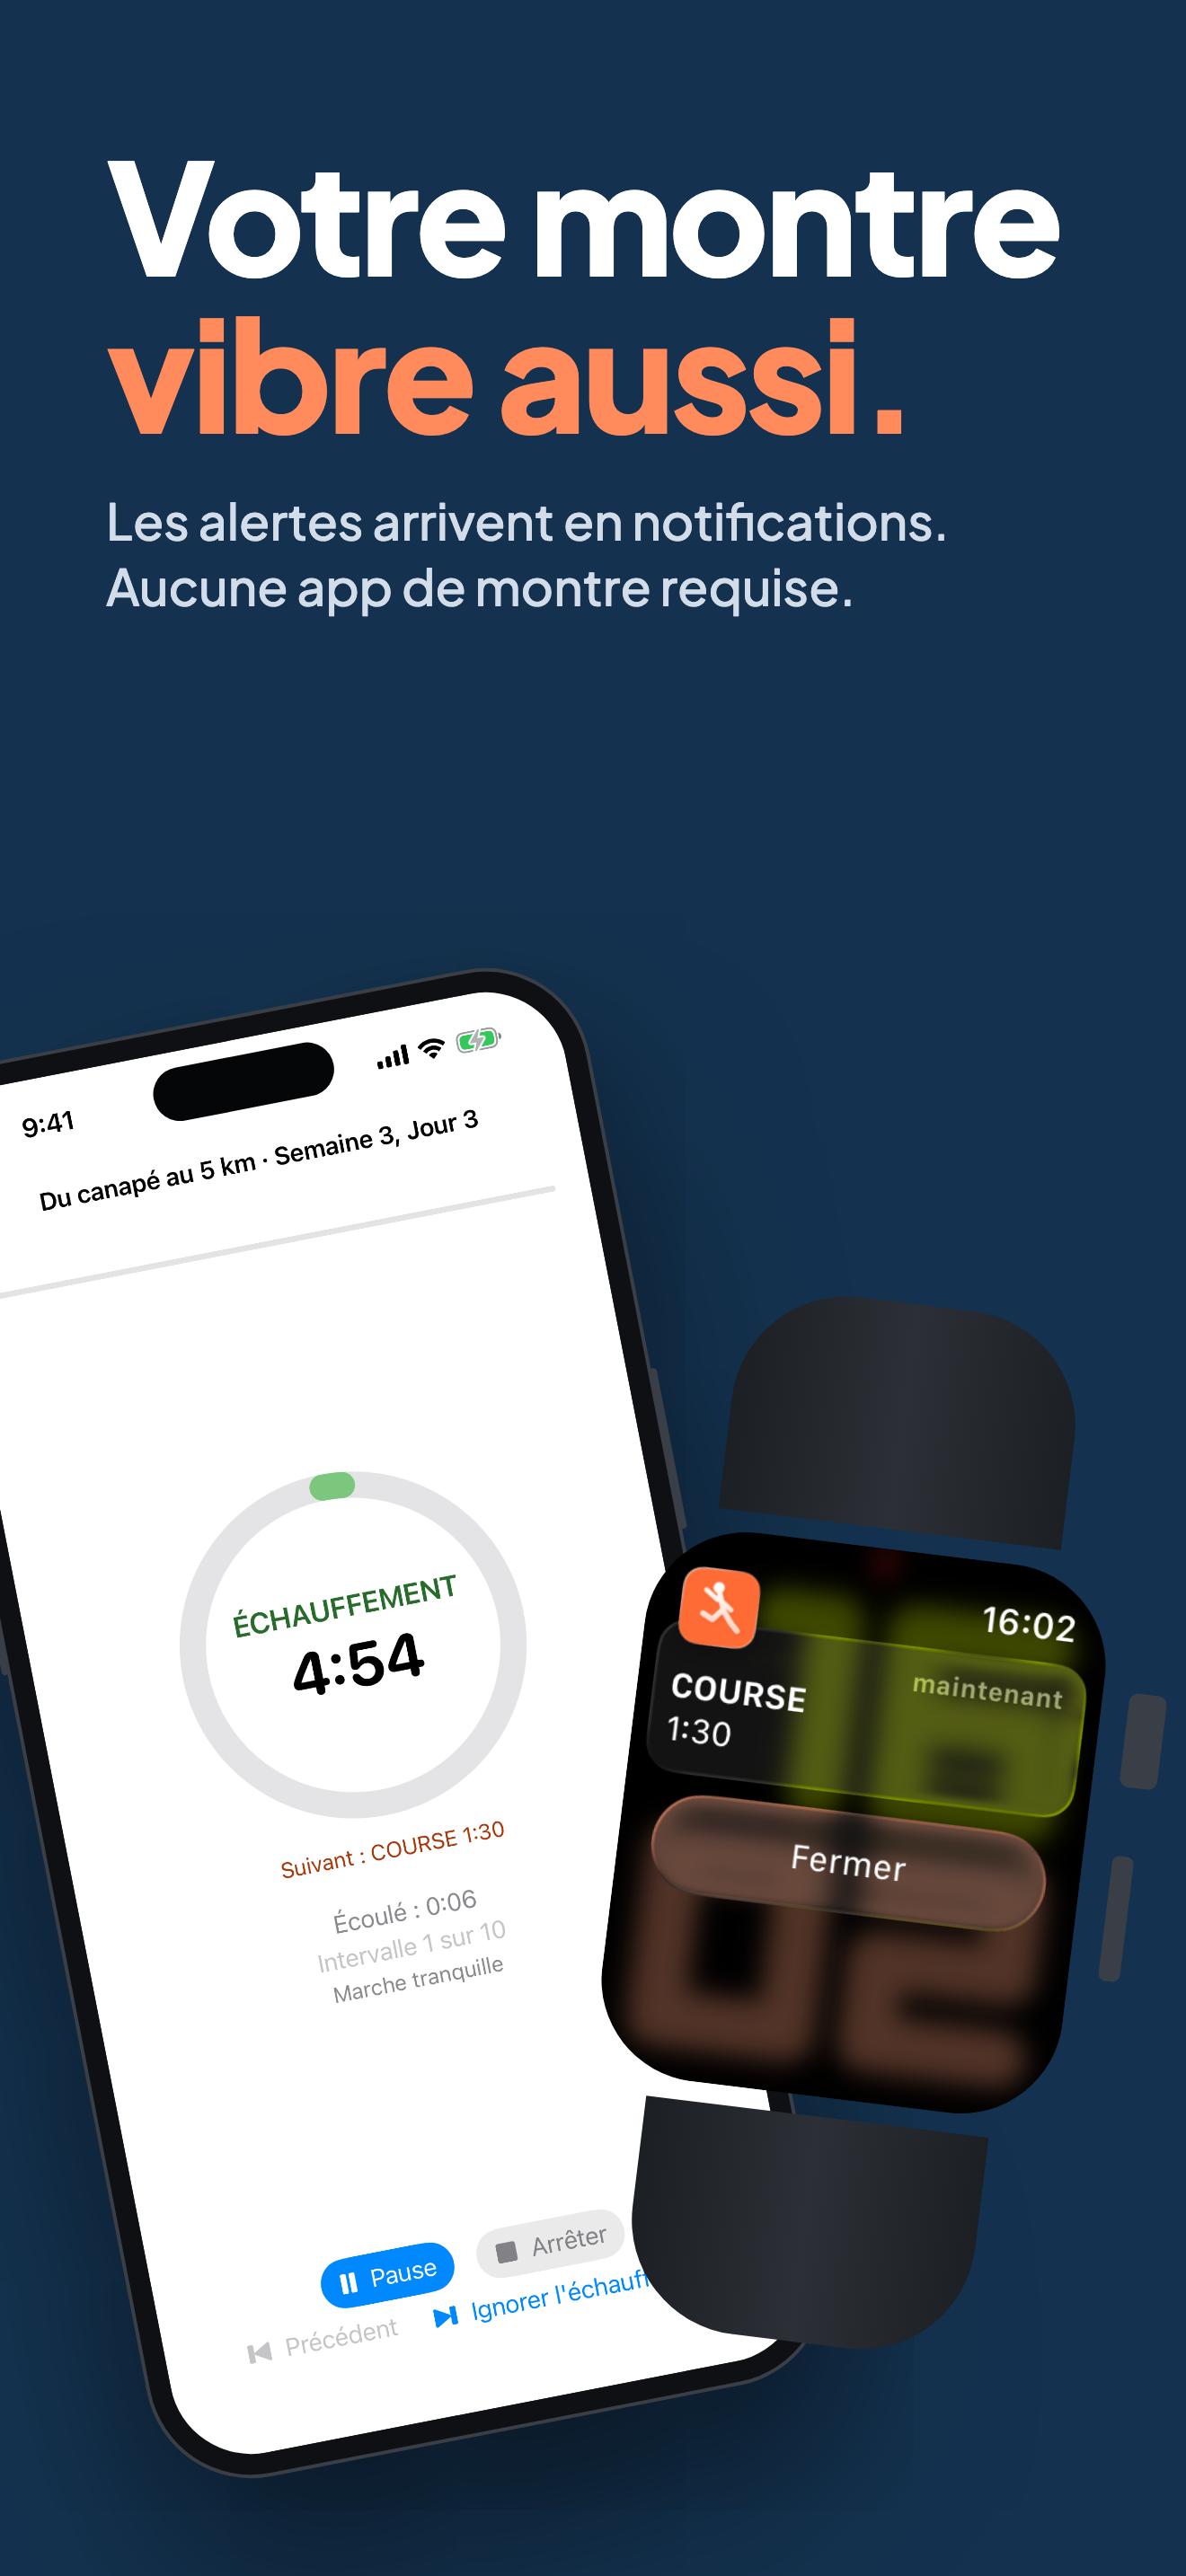 Votre montre
vibre aussi.
Les alertes arrivent en notifications.
Aucune app de montre requise.
9:41
Du canapé au 5 km · Semaine 3, Jour 3
ÉCHAUFFEMENT
4:54
Suivant : COURSE 1:30
Écoulé : 0:06
Intervalle 1 sur 10
Marche tranquille
Pause
Arrêter
Précédent
Ignorer l'échauff
16:02
maintenant
COURSE
1:30
Fermer